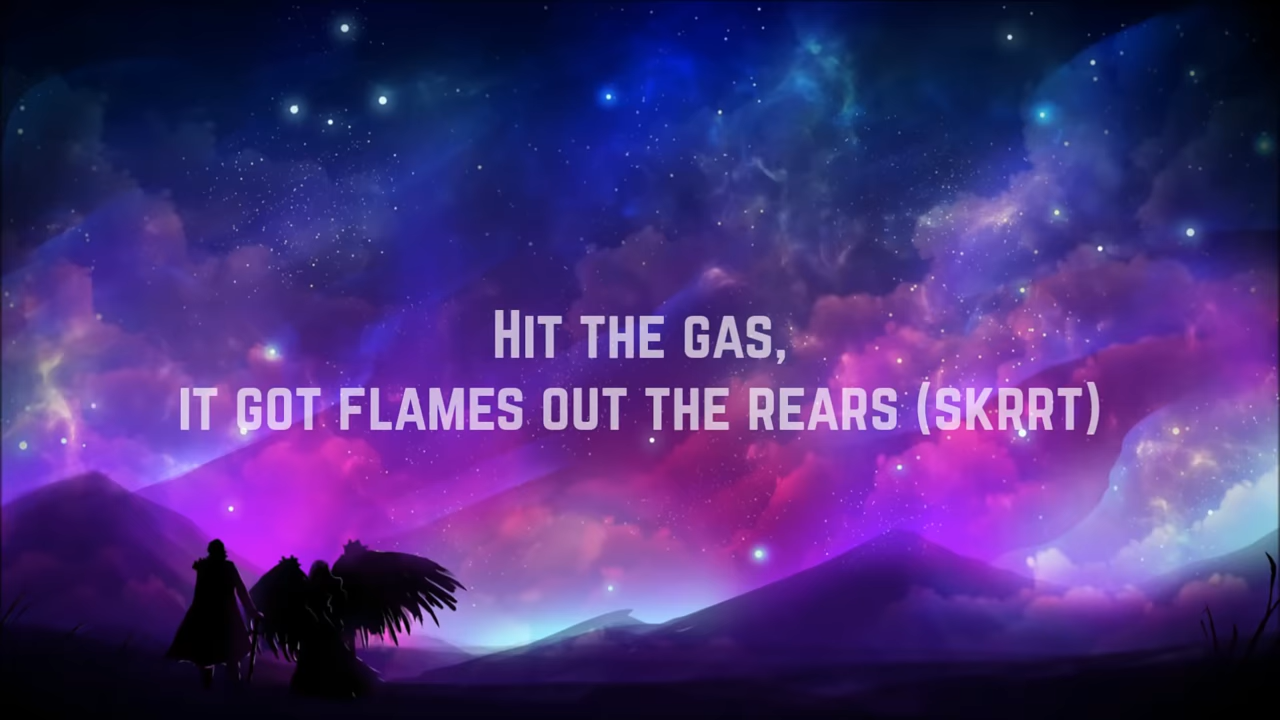 Hit the gas,
it got flames out the rears (skrrt)